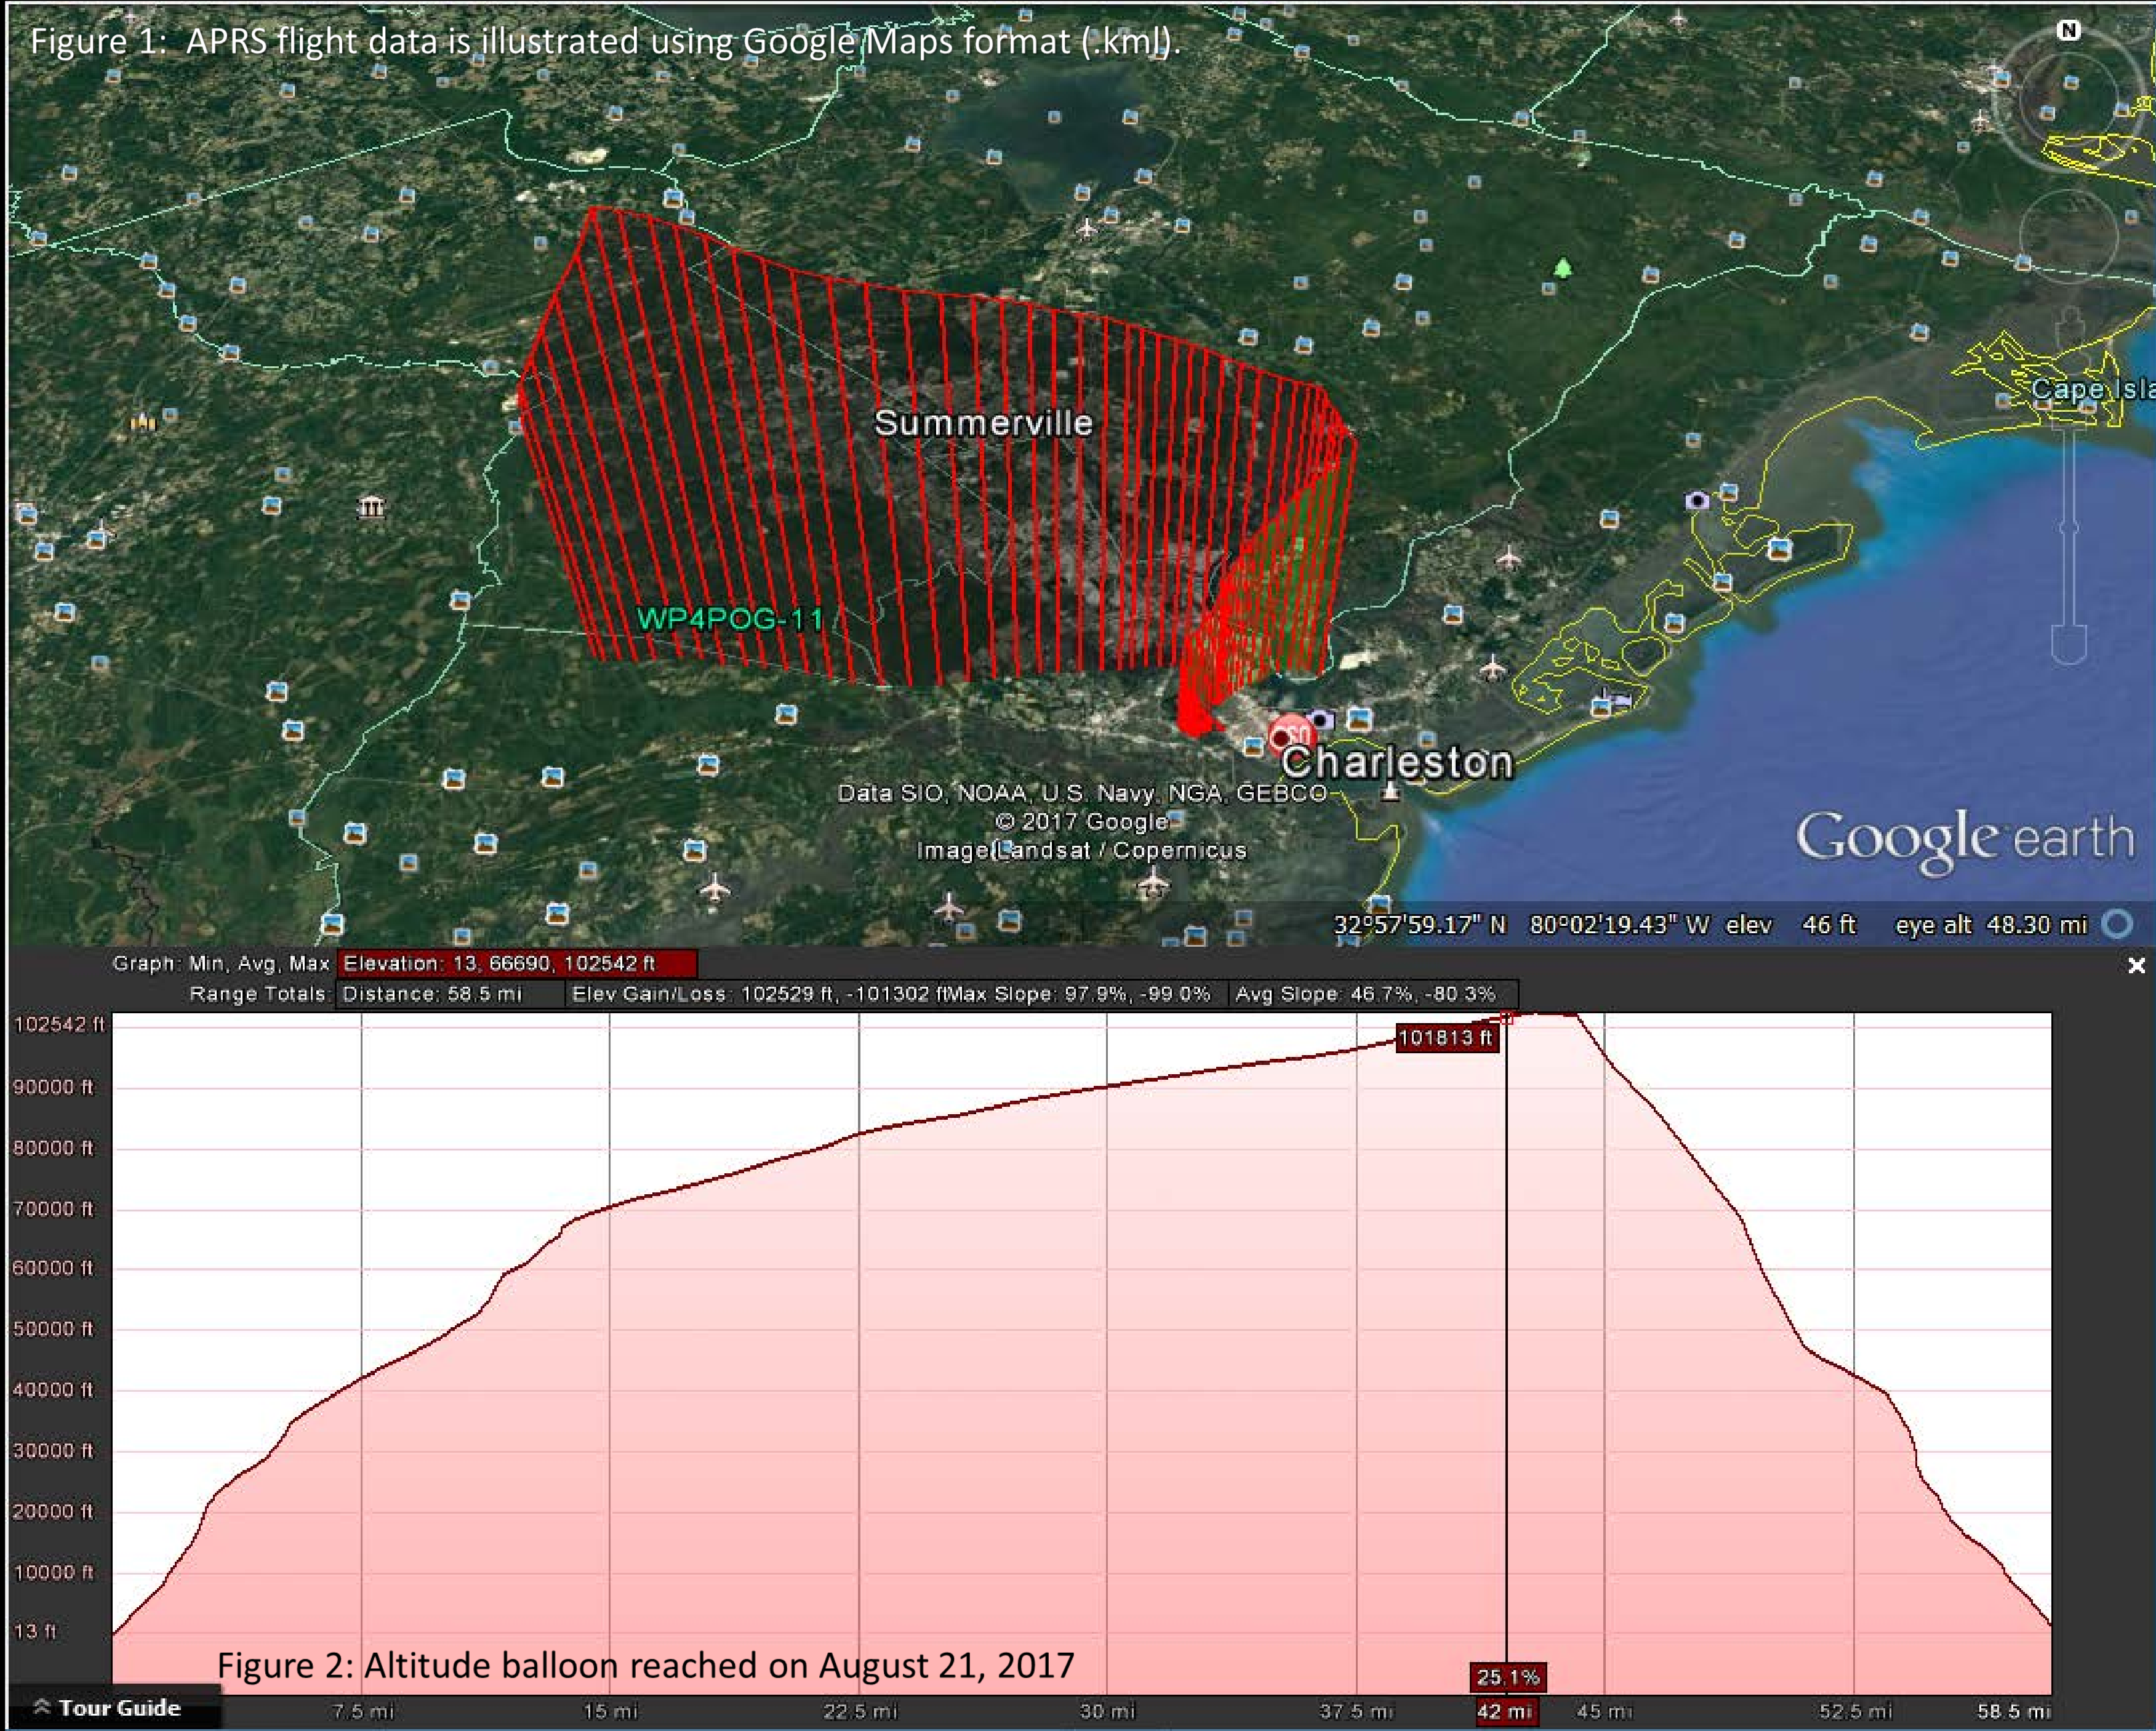 Figure 1: APRS flight data is illustrated using Google Maps format (.kml).
N
Cape Isla
Summerville
WP4POG-11
Charleston
Data SIO, NOAA, U.S. Navy, NGA, GEBCO
© 2017 Google
Image Landsat / Copernicus
Google earth
32°57'59.17" N 80°02'19.43" W elev 46 ft eye alt 48.30 mi
Graph: Min, Avg, Max Elevation: 13, 66690, 102542 ft
Range Totals: Distance: 58.5 mi Elev Gain/Loss: 102529 ft, -101302 ft Max Slope: 97.9%, -99.0% Avg Slope: 46.7%, -80.3%
102542 ft
101813 ft
90000 ft
80000 ft
70000 ft
60000 ft
50000 ft
40000 ft
30000 ft
20000 ft
10000 ft
13 ft
Figure 2: Altitude balloon reached on August 21, 2017
25.1%
Tour Guide
7.5 mi 15 mi 22.5 mi 30 mi 37.5 mi 42 mi 45 mi 52.5 mi 58.5 mi